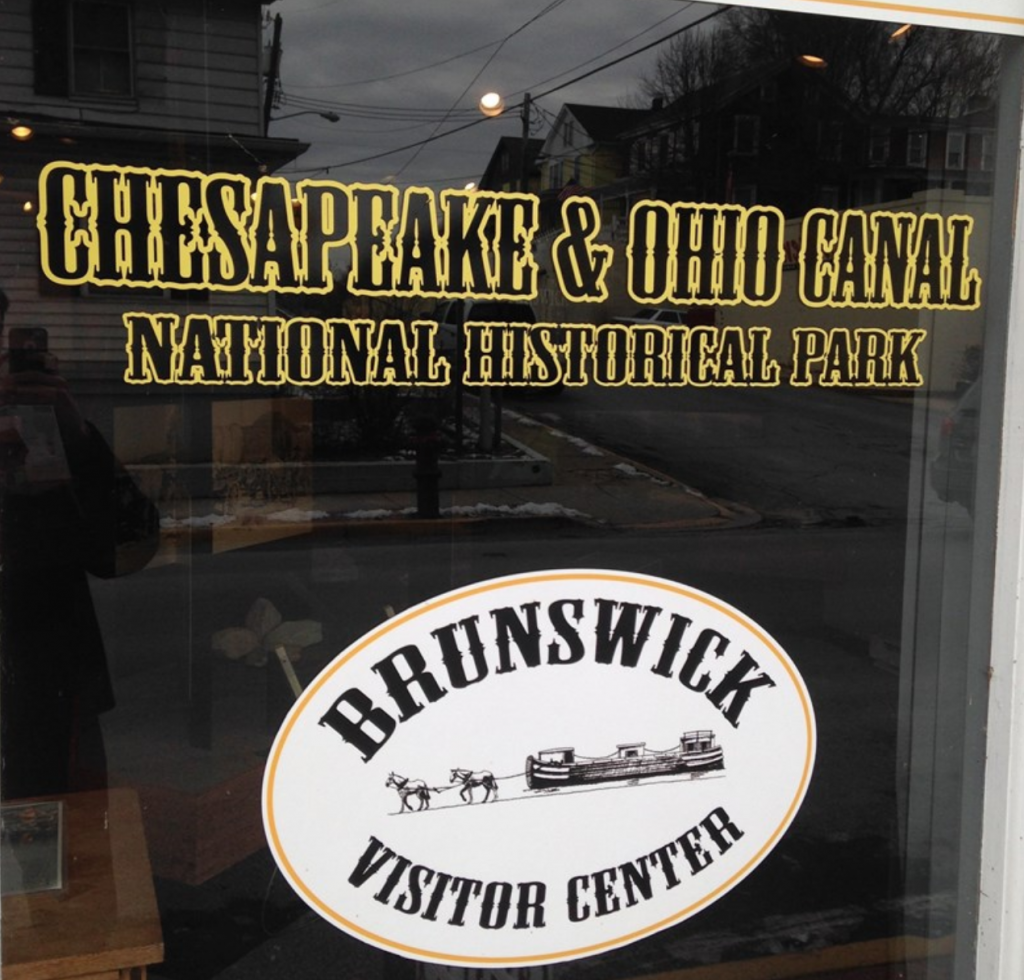 CHESAPEAKE & OHIO CANAL
NATIONAL HISTORICAL PARK
BRUNSWICK
VISITOR CENTER